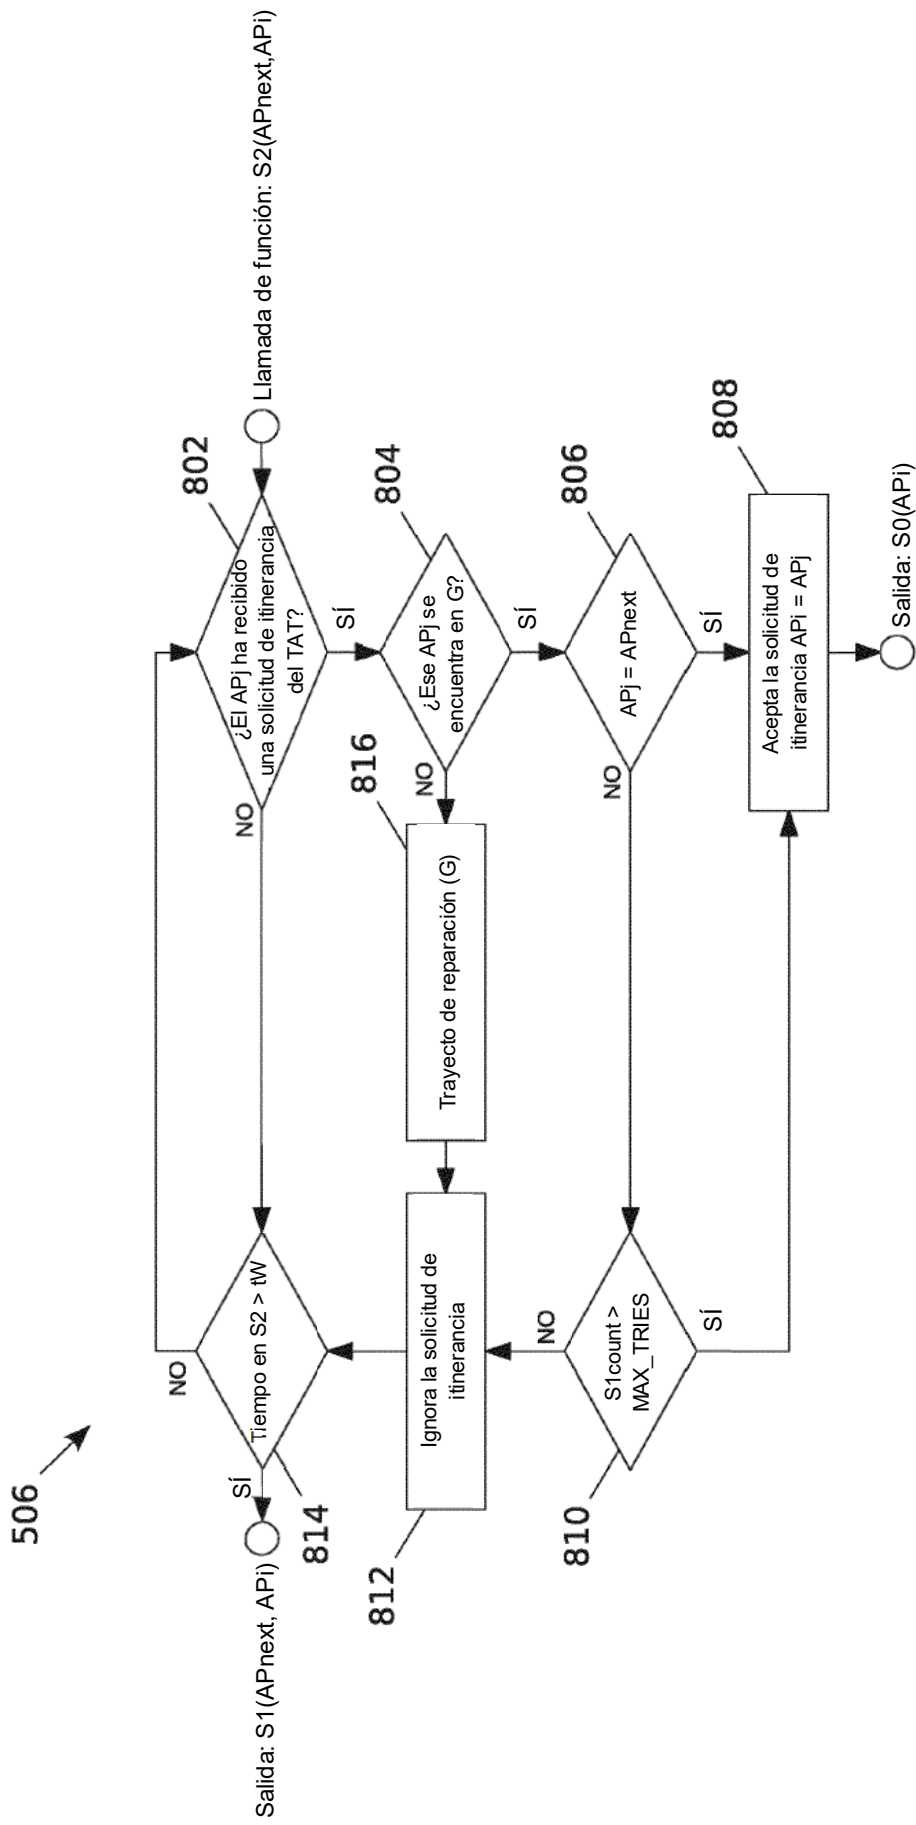 506
Llamada de función: S2(APnext,APi)
802
¿El APj ha recibido
una solicitud de itinerancia
del TAT?
NO
SÍ
804
¿Ese APj se
encuentra en G?
NO
SÍ
806
APj = APnext
NO
SÍ
808
Acepta la solicitud de
itinerancia APi = APj
Salida: S0(APi)
816
Trayecto de reparación (G)
812
Ignora la solicitud de
itinerancia
810
S1count >
MAX_TRIES
NO
SÍ
814
Tiempo en S2 > tW
NO
SÍ
Salida: S1(APnext, APi)